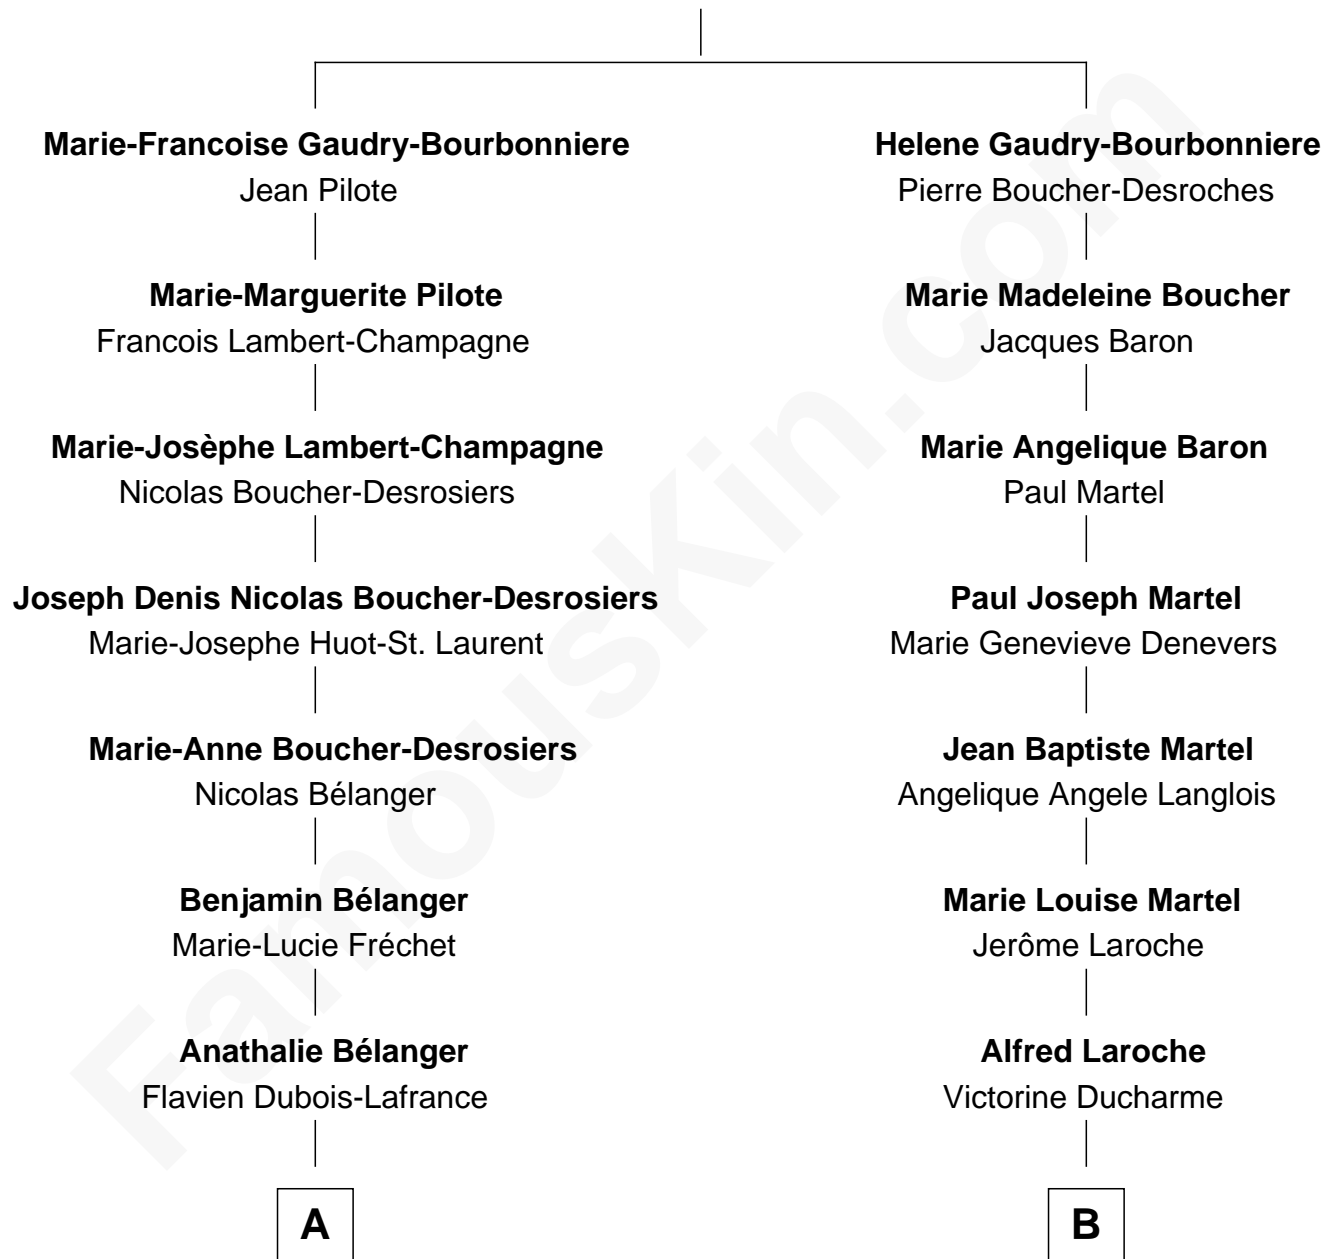 Marie-Francoise Gaudry-Bourbonniere
Jean Pilote
Marie-Marguerite Pilote
Francois Lambert-Champagne
Marie-Josèphe Lambert-Champagne
Nicolas Boucher-Desrosiers
Joseph Denis Nicolas Boucher-Desrosiers
Marie-Josephe Huot-St. Laurent
Marie-Anne Boucher-Desrosiers
Nicolas Bélanger
Benjamin Bélanger
Marie-Lucie Fréchet
Anathalie Bélanger
Flavien Dubois-Lafrance
A
Helene Gaudry-Bourbonniere
Pierre Boucher-Desroches
Marie Madeleine Boucher
Jacques Baron
Marie Angelique Baron
Paul Martel
Paul Joseph Martel
Marie Genevieve Denevers
Jean Baptiste Martel
Angelique Angele Langlois
Marie Louise Martel
Jerôme Laroche
Alfred Laroche
Victorine Ducharme
B
FamousKin.com